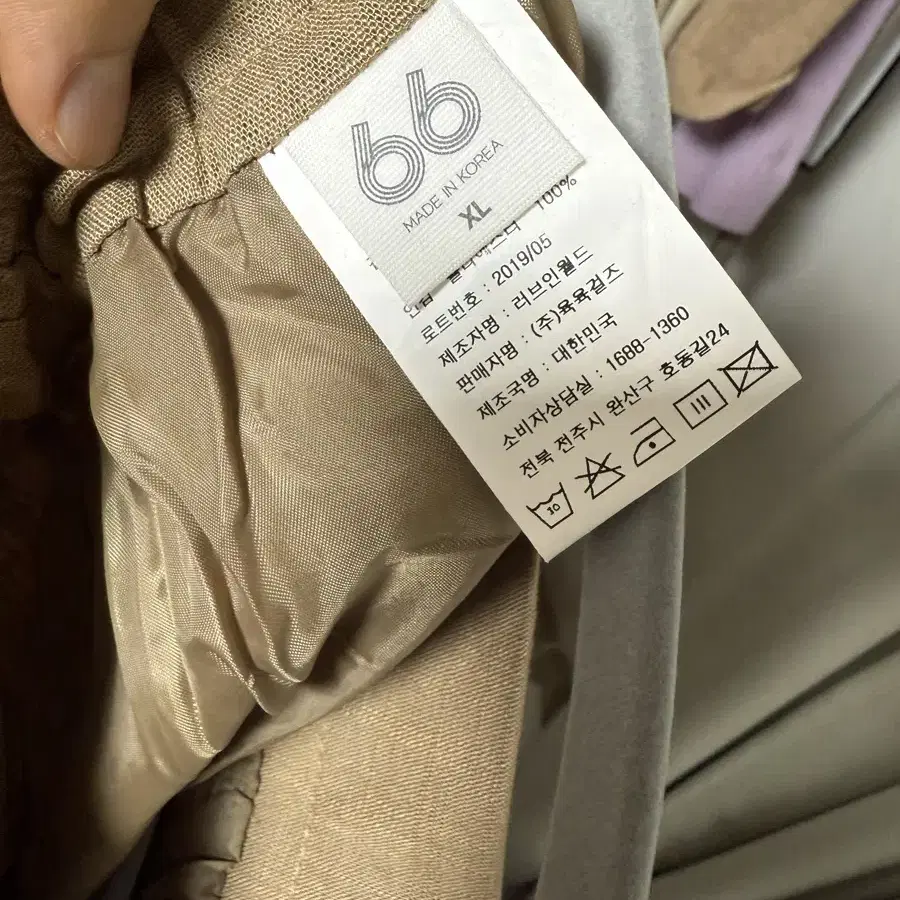 66
MADE IN KOREA
XL
100%
로트번호 : 2019/05
제조자명 : 러브인월드
판매자명 : (주)육육걸즈
제조국명 : 대한민국
소비자상담실 : 1688-1360
전북 전주시 완산구 호동길24
30